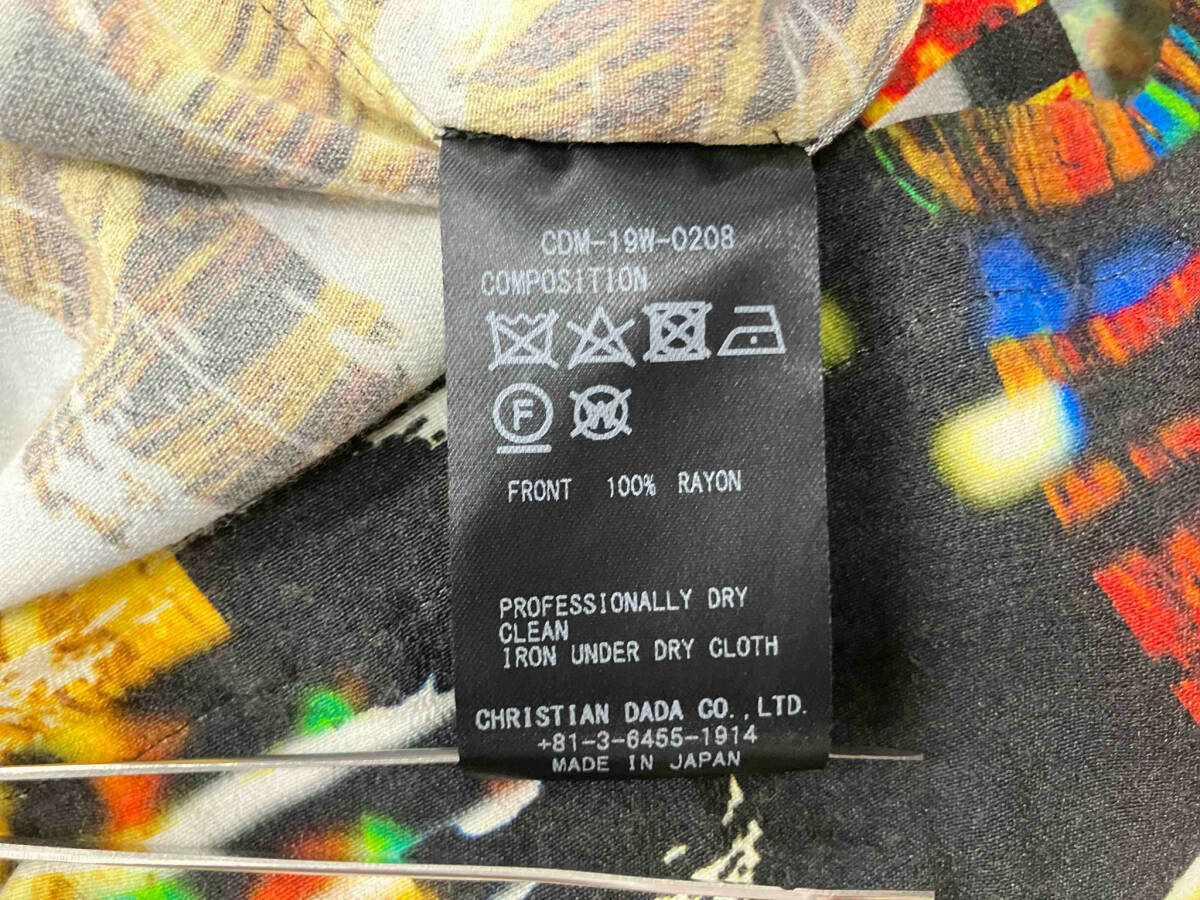 CDM-19W-0208
COMPOSITION
F W
FRONT 100% RAYON
PROFESSIONALLY DRY
CLEAN
IRON UNDER DRY CLOTH
CHRISTIAN DADA CO.,LTD.
+81-3-6455-1914
MADE IN JAPAN